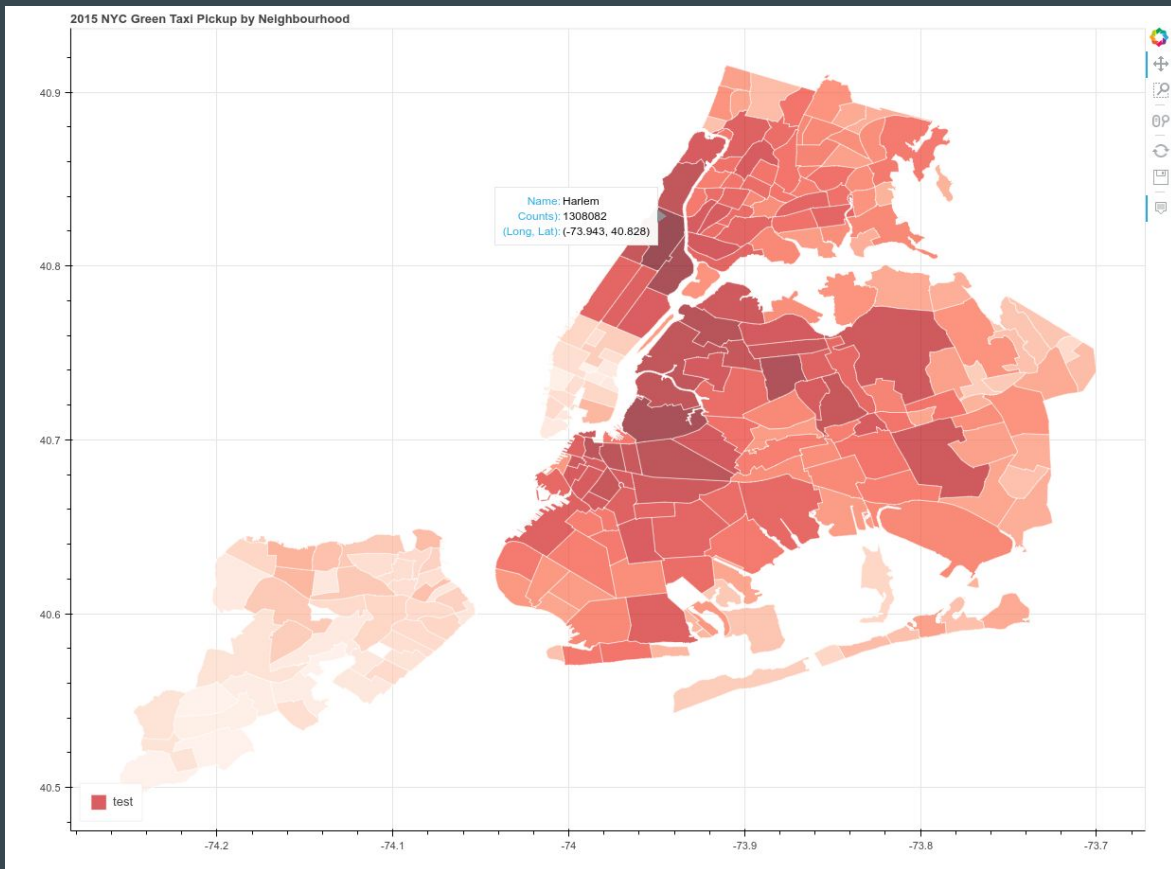 2015 NYC Green Taxi Pickup by Neighbourhood
40.9
Name: Harlem
Counts): 1308082
(Long, Lat): (-73.943, 40.828)
40.8
40.7
40.6
40.5
test
-74.2
-74.1
-74
-73.9
-73.8
-73.7